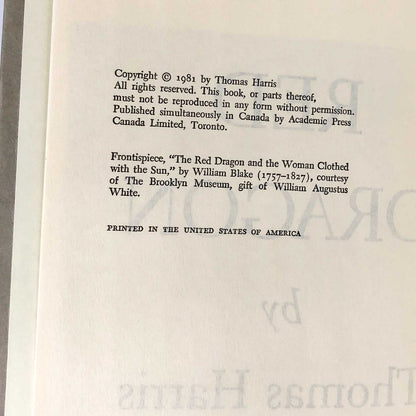 Copyright © 1981 by Thomas Harris
All rights reserved. This book, or parts thereof,
must not be reproduced in any form without permission.
Published simultaneously in Canada by Academic Press
Canada Limited, Toronto.
Frontispiece, "The Red Dragon and the Woman Clothed
with the Sun," by William Blake (1757–1827), courtesy
of The Brooklyn Museum, gift of William Augustus
White.
PRINTED IN THE UNITED STATES OF AMERICA
RED
DRAGON
by
Thomas Harris